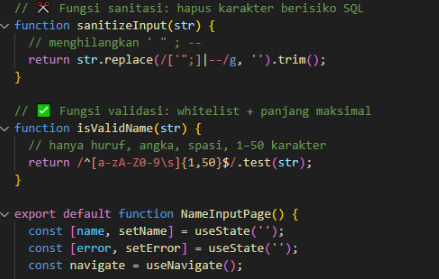 // ✂️ Fungsi sanitasi: hapus karakter berisiko SQL
function sanitizeInput(str) {
// menghilangkan ' " ; --
return str.replace(/['";]|--/g, '').trim();
}
// ✅ Fungsi validasi: whitelist + panjang maksimal
function isValidName(str) {
// hanya huruf, angka, spasi, 1–50 karakter
return /^[a-zA-Z0-9\s]{1,50}$/.test(str);
}
export default function NameInputPage() {
const [name, setName] = useState('');
const [error, setError] = useState('');
const navigate = useNavigate();